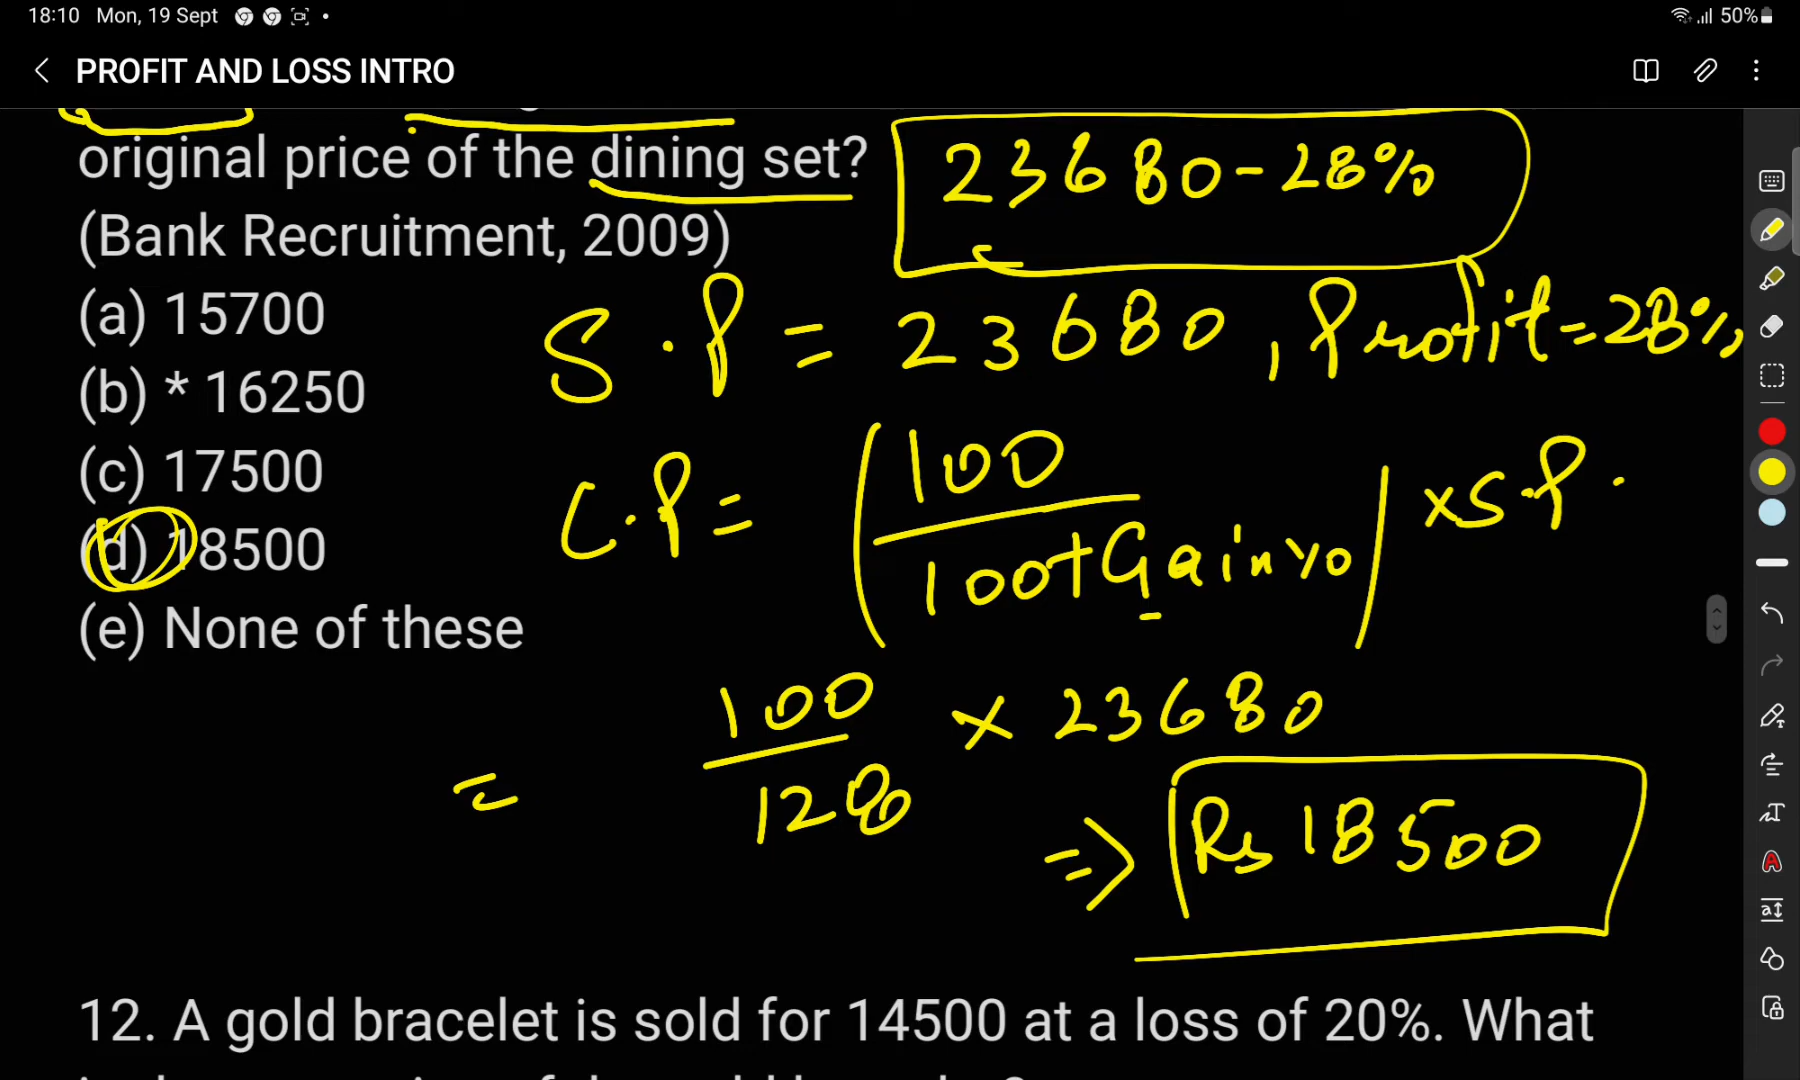 18:10 Mon, 19 Sept 50%
PROFIT AND LOSS INTRO
original price of the dining set? 23680-28%
(Bank Recruitment, 2009)
(a) 15700 S.P = 23680, Profit=28%,
(b) * 16250
(c) 17500 C.P = (100/100+Gain%) xS.P.
(d) 18500
(e) None of these
= 100/128 x 23680
=> Rs 18500
12. A gold bracelet is sold for 14500 at a loss of 20%. What